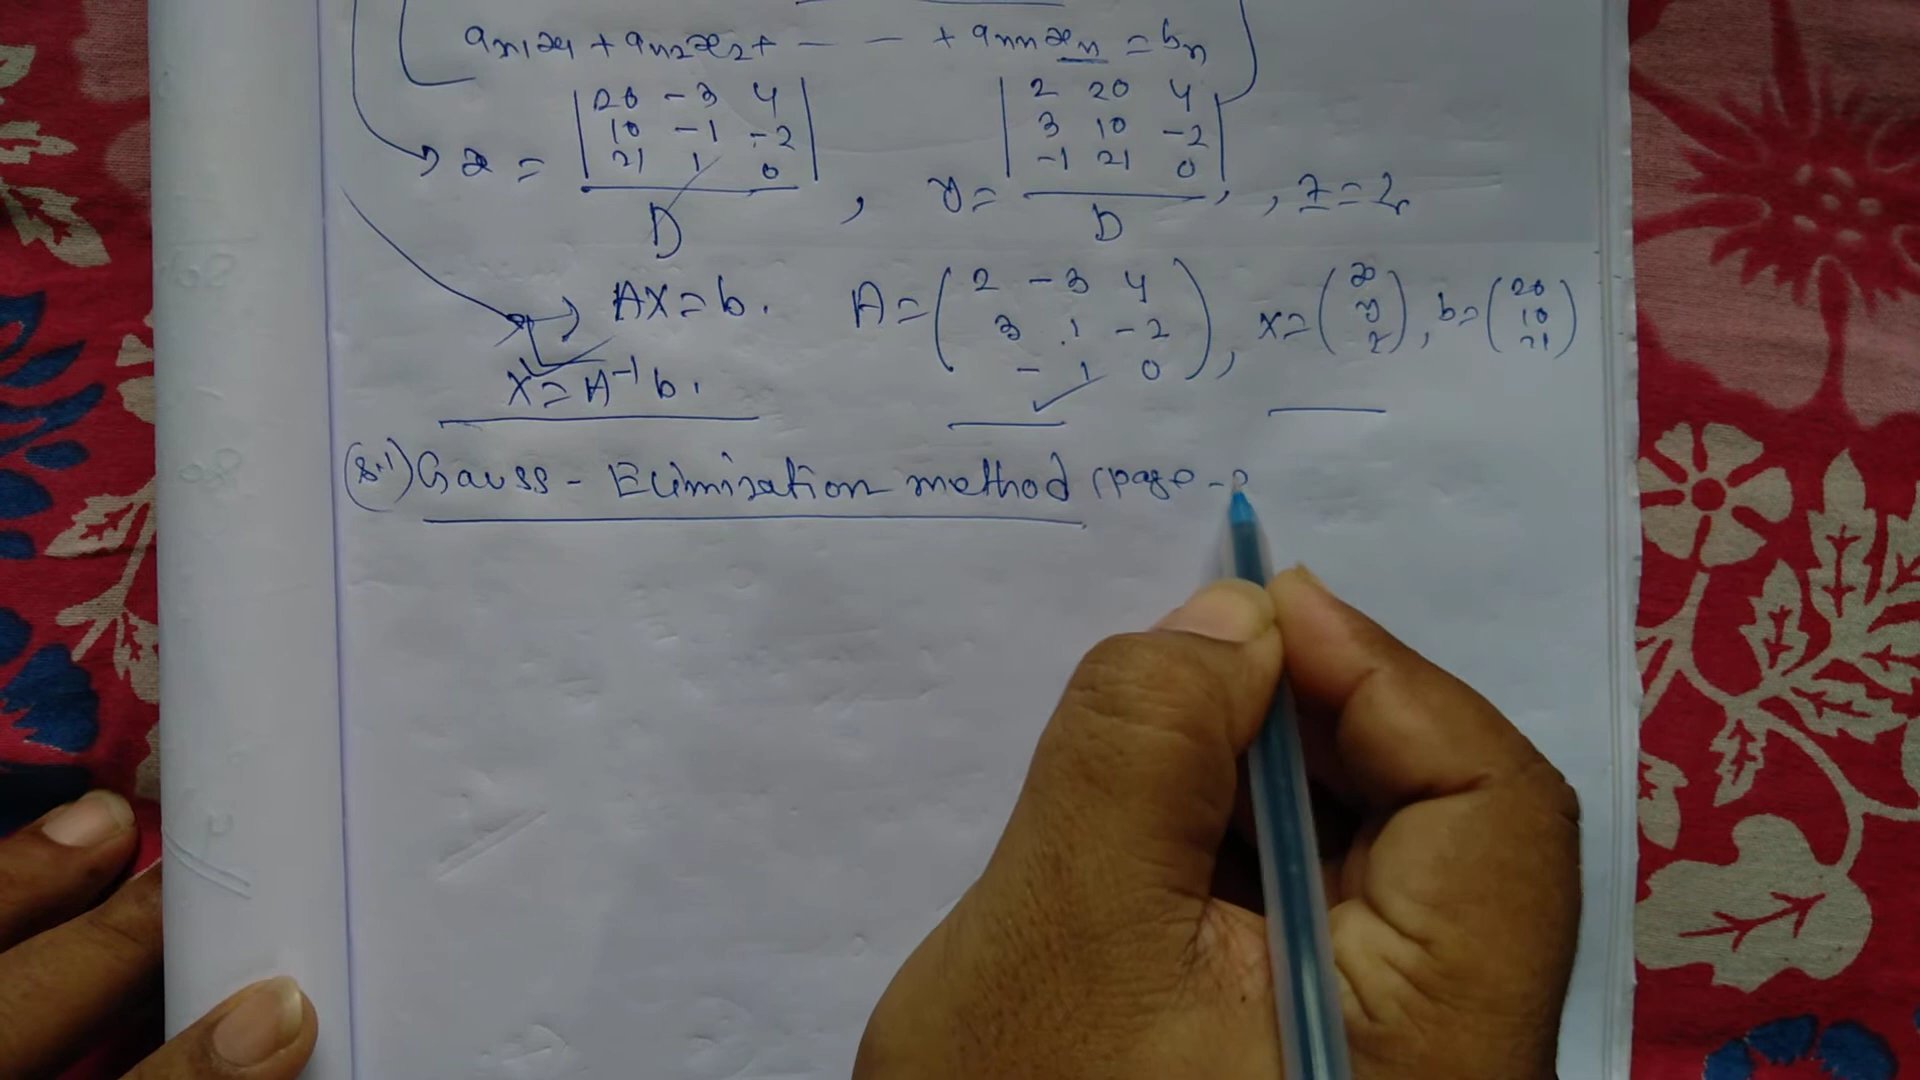 an1x1 + an2x2 + - - + annxn = bn
x = | 20 -3 4 | / D , y = | 2 20 4 | / D , z = 2
| 10 -1 -2 | | 3 10 -2 |
| 21 1 0 | | -1 21 0 |
AX = b. A = ( 2 -3 4 ) , x = ( x ) , b = ( 20 )
( 3 1 -2 ) ( y ) ( 10 )
( - 1 0 ) ( z ) ( 21 )
X = A^-1 b.
(8.1) Gauss - Elimination method (page -